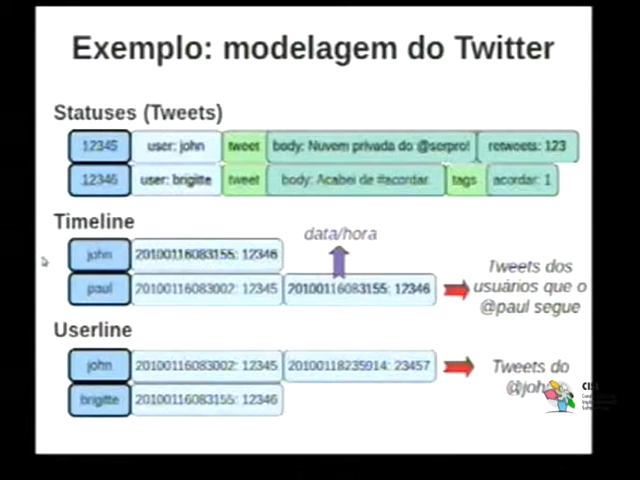 Exemplo: modelagem do Twitter
Statuses (Tweets)
12345 user: john tweet body: Nuvem privada do @serpro! retweets: 123
12346 user: brigitte tweet body: Acabei de #acordar. tags acordar: 1
Timeline
data/hora
john 20100116083155: 12346
paul 20100116083002: 12345 20100116083155: 12346
Tweets dos
usuários que o
@paul segue
Userline
john 20100116083002: 12345 20100118235914: 23457
Tweets do
@john
brigitte 20100116083155: 12346